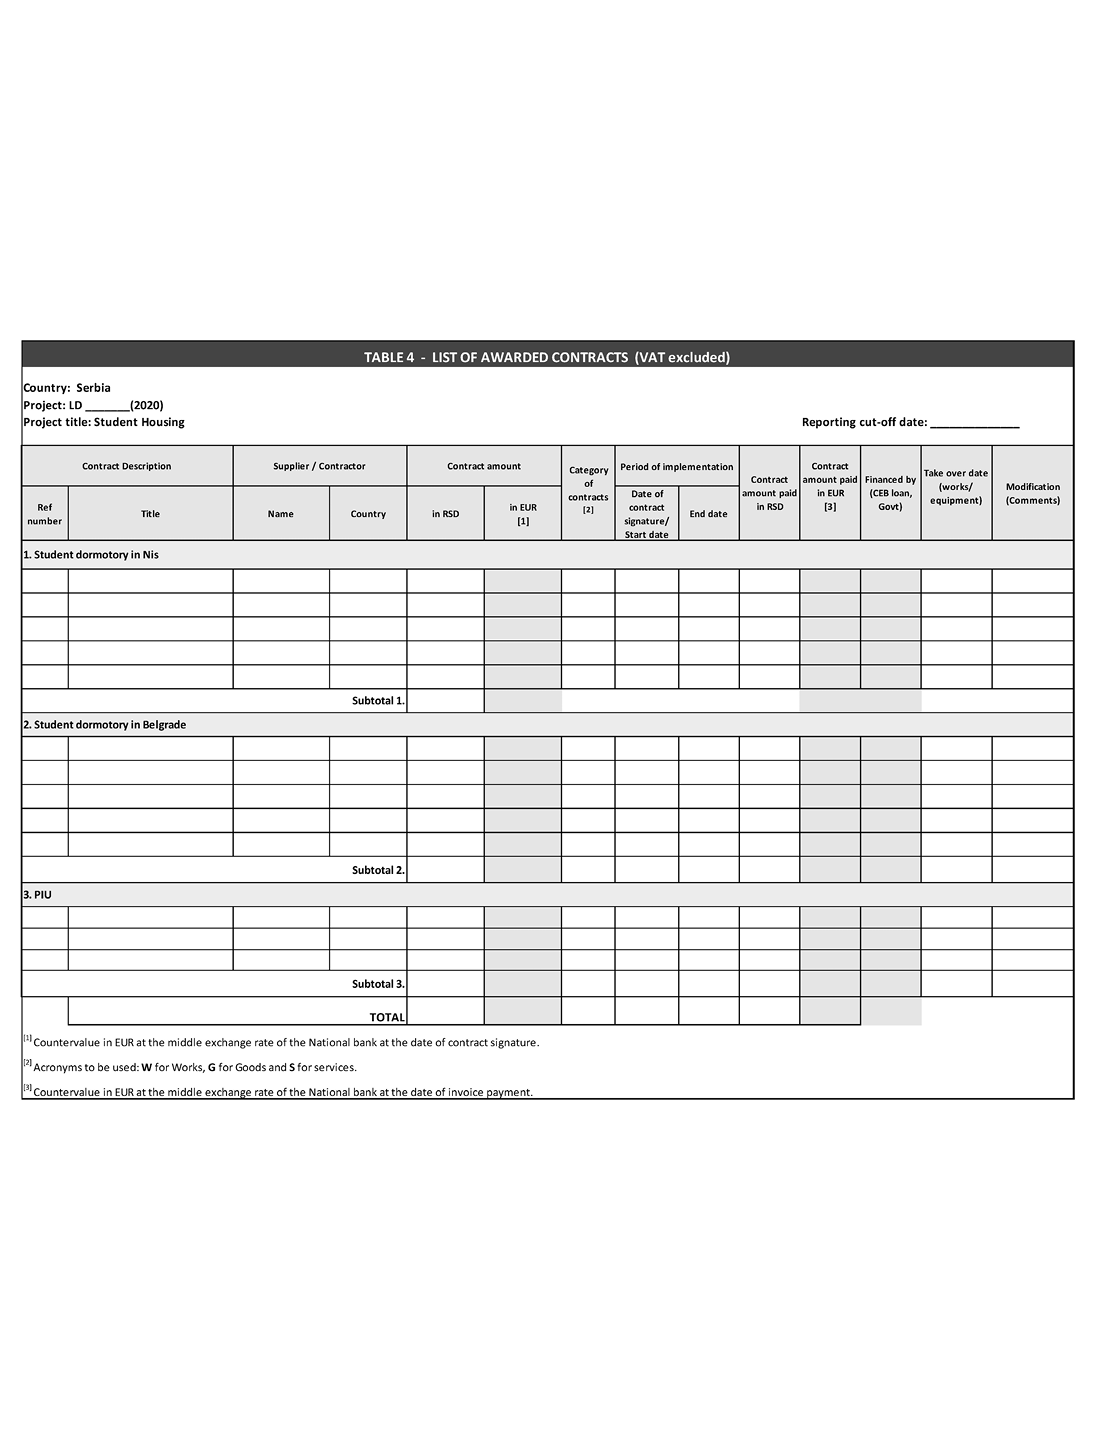 TABLE 4 - LIST OF AWARDED CONTRACTS (VAT excluded)
Country: Serbia
Project: LD _______(2020)
Project title: Student Housing
Reporting cut-off date: ______________
Contract Description
Supplier / Contractor
Contract amount
Category
of
contracts
[2]
Period of implementation
Contract
amount paid
in RSD
Contract
amount paid
in EUR
[3]
Financed by
(CEB loan,
Govt)
Take over date
(works/
equipment)
Modification
(Comments)
Ref
number
Title
Name
Country
in RSD
in EUR
[1]
Date of
contract
signature/
Start date
End date
1. Student dormotory in Nis
Subtotal 1.
2. Student dormotory in Belgrade
Subtotal 2.
3. PIU
Subtotal 3.
TOTAL
[1] Countervalue in EUR at the middle exchange rate of the National bank at the date of contract signature.
[2] Acronyms to be used: W for Works, G for Goods and S for services.
[3] Countervalue in EUR at the middle exchange rate of the National bank at the date of invoice payment.